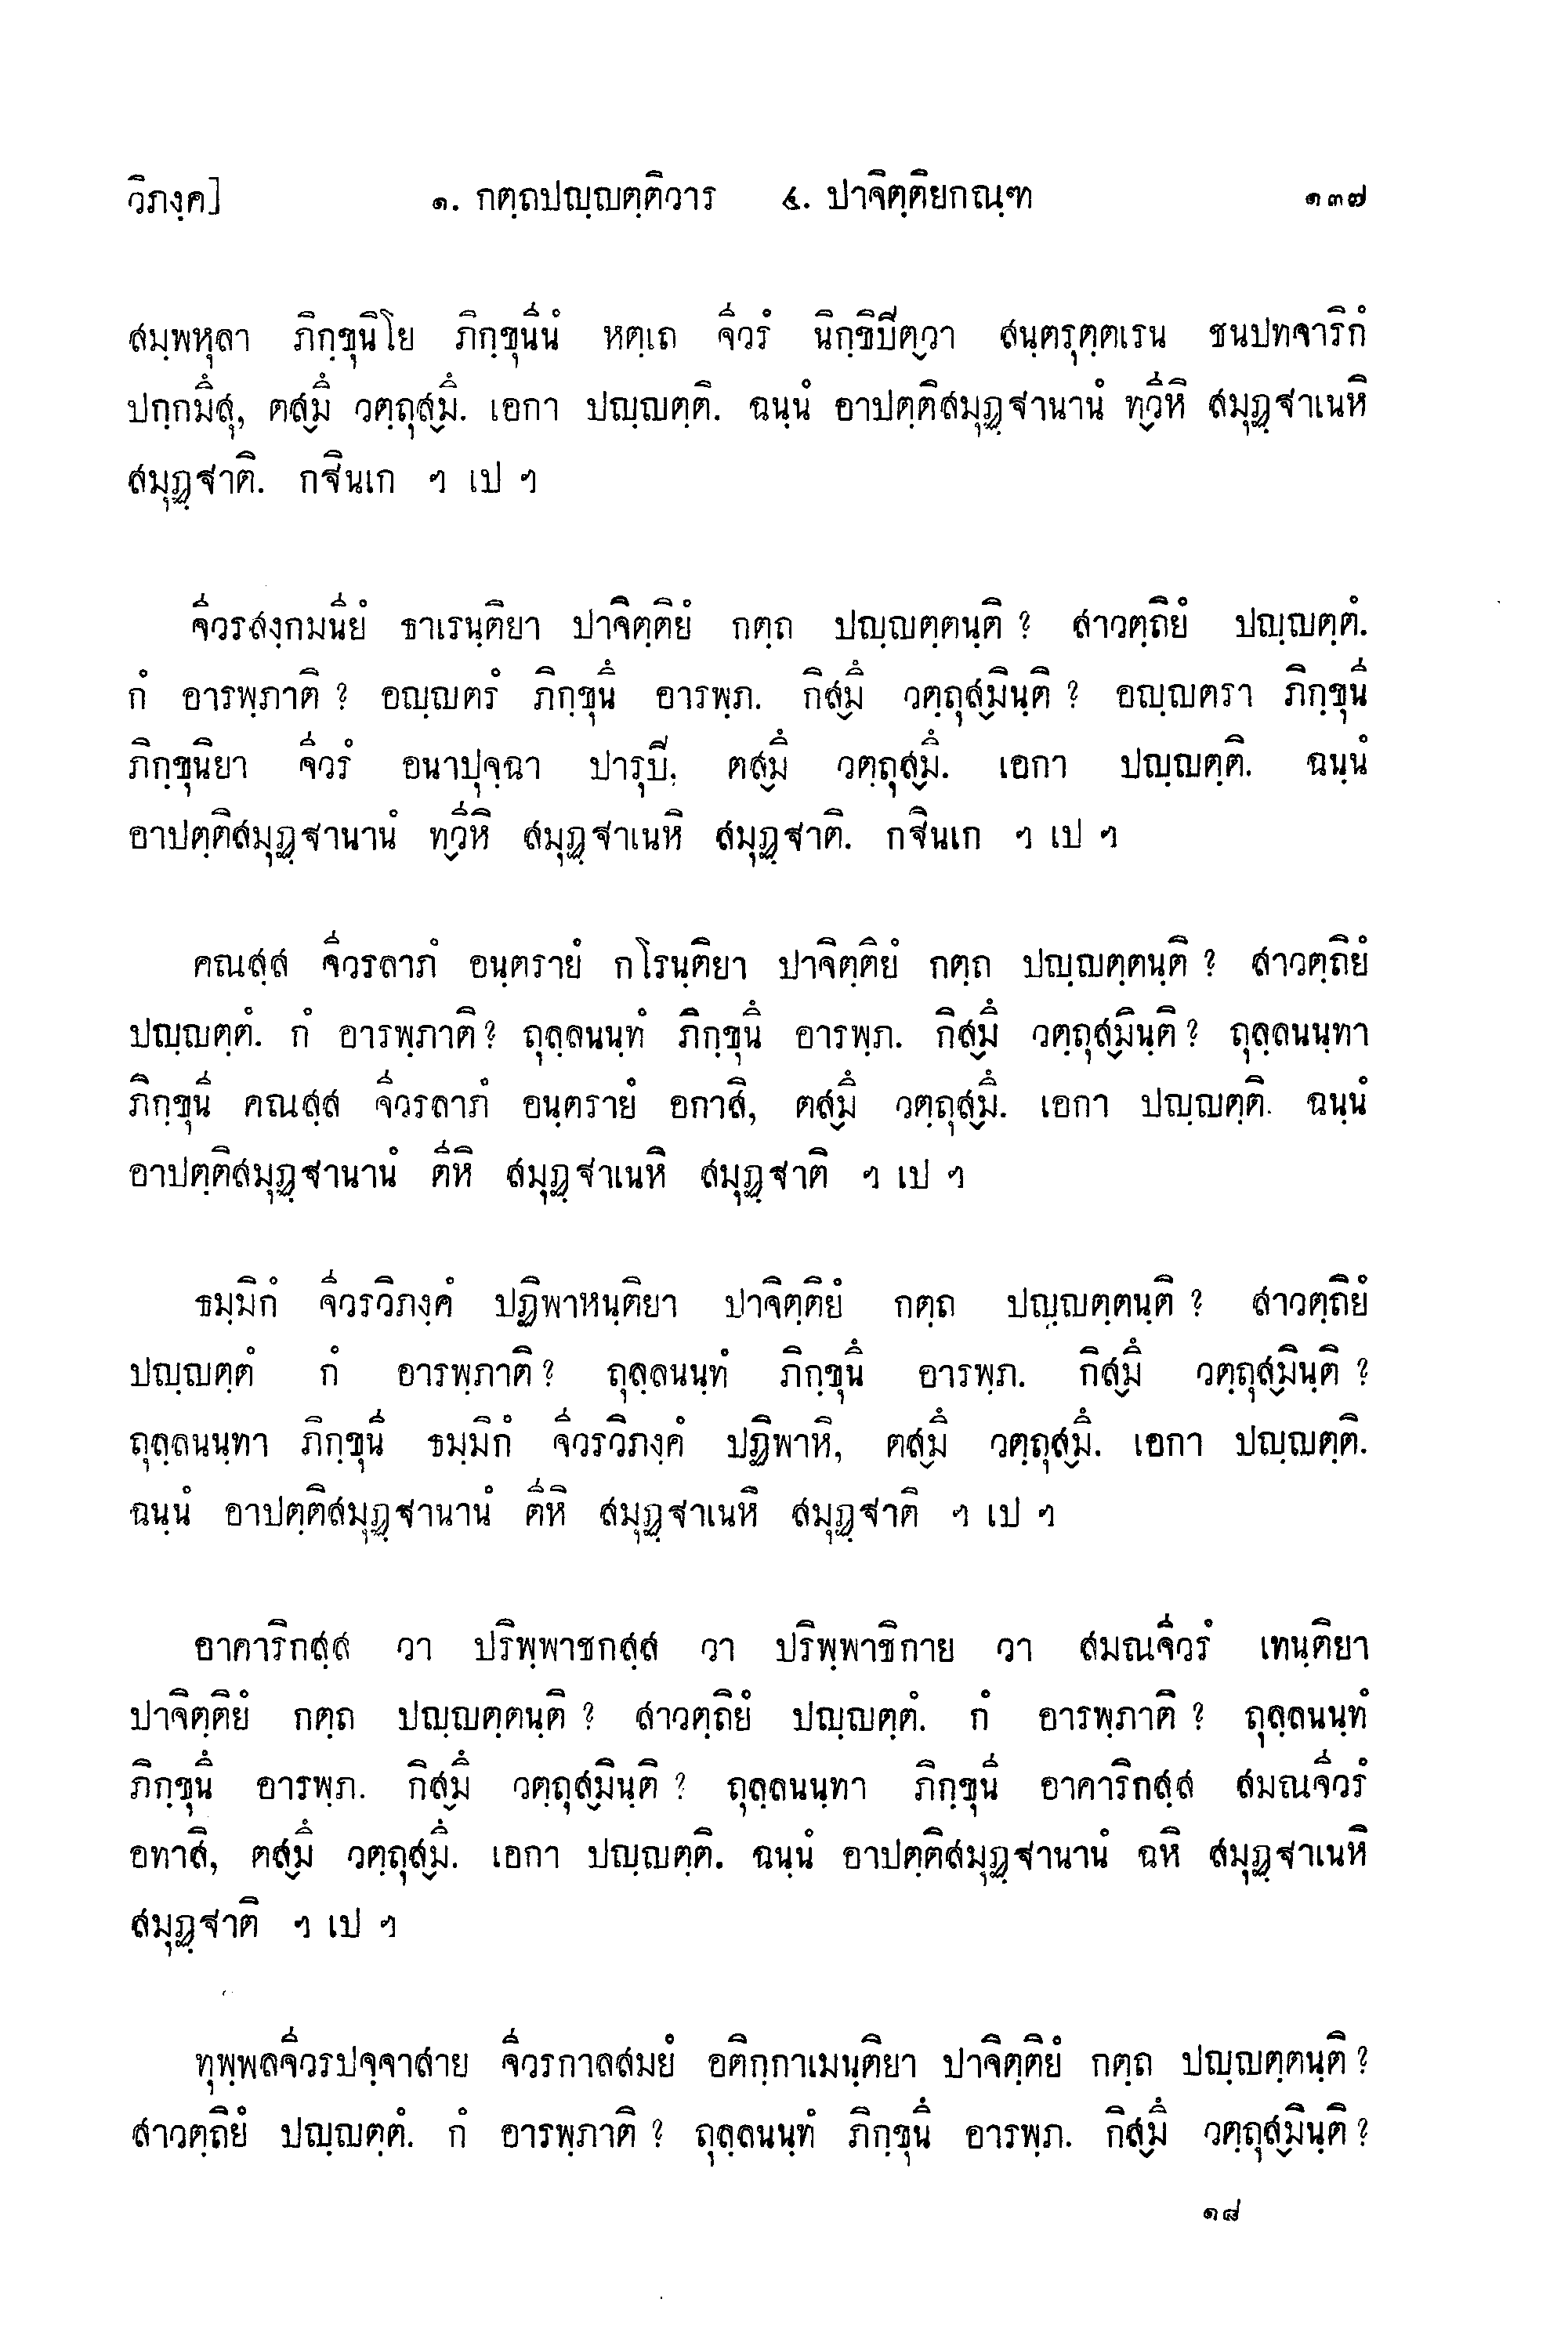 วิภงฺค]	๑. กตฺถปญฺญตฺติวาร ๔. ปาจิตฺติยกณฺฑ	๑๓๗
สมฺพหุลา ภิกฺขุนิโย ภิกฺขุนีนํ หตฺเถ จีวรํ นิกฺขิปิตฺวา สนฺตรุตฺตเรน ชนปทจาริกํ
ปกฺกมึสุ, ตสฺมึ วตฺถุสฺมึ. เอกา ปญฺญตฺติ. ฉนฺนํ อาปตฺติสมุฏฺฐานานํ ทฺวีหิ สมุฏฺฐาเนหิ
สมุฏฺฐาติ. กฐินเก ฯ เป ฯ
จีวรสงฺกมนียํ ธาเรนฺติยา ปาจิตฺติยํ กตฺถ ปญฺญตฺตนฺติ ? สาวตฺถิยํ ปญฺญตฺตํ.
กํ อารพฺภาติ ? อญฺญตรํ ภิกฺขุนึ อารพฺภ. กิสฺมึ วตฺถุสฺมินฺติ ? อญฺญตรา ภิกฺขุนี
ภิกฺขุนิยา จีวรํ อนาปุจฺฉา ปารุปิ, ตสฺมึ วตฺถุสฺมึ. เอกา ปญฺญตฺติ. ฉนฺนํ
อาปตฺติสมุฏฺฐานานํ ทฺวีหิ สมุฏฺฐาเนหิ สมุฏฺฐาติ. กฐินเก ฯ เป ฯ
คณสฺส จีวรลาภํ อนฺตรายํ กโรนฺติยา ปาจิตฺติยํ กตฺถ ปญฺญตฺตนฺติ ? สาวตฺถิยํ
ปญฺญตฺตํ. กํ อารพฺภาติ ? ถุลฺลนนฺทํ ภิกฺขุนึ อารพฺภ. กิสฺมึ วตฺถุสฺมินฺติ ? ถุลฺลนนฺทา
ภิกฺขุนี คณสฺส จีวรลาภํ อนฺตรายํ อกาสิ, ตสฺมึ วตฺถุสฺมึ. เอกา ปญฺญตฺติ. ฉนฺนํ
อาปตฺติสมุฏฺฐานานํ ตีหิ สมุฏฺฐาเนหิ สมุฏฺฐาติ ฯ เป ฯ
ธมฺมิกํ จีวรวิภงฺคํ ปฏิพาหนฺติยา ปาจิตฺติยํ กตฺถ ปญฺญตฺตนฺติ ? สาวตฺถิยํ
ปญฺญตฺตํ กํ อารพฺภาติ ? ถุลฺลนนฺทํ ภิกฺขุนึ อารพฺภ. กิสฺมึ วตฺถุสฺมินฺติ ?
ถุลฺลนนฺทา ภิกฺขุนี ธมฺมิกํ จีวรวิภงฺคํ ปฏิพาหิ, ตสฺมึ วตฺถุสฺมึ. เอกา ปญฺญตฺติ.
ฉนฺนํ อาปตฺติสมุฏฺฐานานํ ตีหิ สมุฏฺฐาเนหิ สมุฏฺฐาติ ฯ เป ฯ
อาคาริกสฺส วา ปริพฺพาชกสฺส วา ปริพฺพาชิกาย วา สมณจีวรํ เทนฺติยา
ปาจิตฺติยํ กตฺถ ปญฺญตฺตนฺติ ? สาวตฺถิยํ ปญฺญตฺตํ. กํ อารพฺภาติ ? ถุลฺลนนฺทํ
ภิกฺขุนึ อารพฺภ. กิสฺมึ วตฺถุสฺมินฺติ ? ถุลฺลนนฺทา ภิกฺขุนี อาคาริกสฺส สมณจีวรํ
อทาสิ, ตสฺมึ วตฺถุสฺมึ. เอกา ปญฺญตฺติ. ฉนฺนํ อาปตฺติสมุฏฺฐานานํ ฉหิ สมุฏฺฐาเนหิ
สมุฏฺฐาติ ฯ เป ฯ
ทุพฺพลจีวรปจฺจาสาย จีวรกาลสมยํ อติกฺกาเมนฺติยา ปาจิตฺติยํ กตฺถ ปญฺญตฺตนฺติ ?
สาวตฺถิยํ ปญฺญตฺตํ. กํ อารพฺภาติ ? ถุลฺลนนฺทํ ภิกฺขุนึ อารพฺภ. กิสฺมึ วตฺถุสฺมินฺติ ?
๑๘